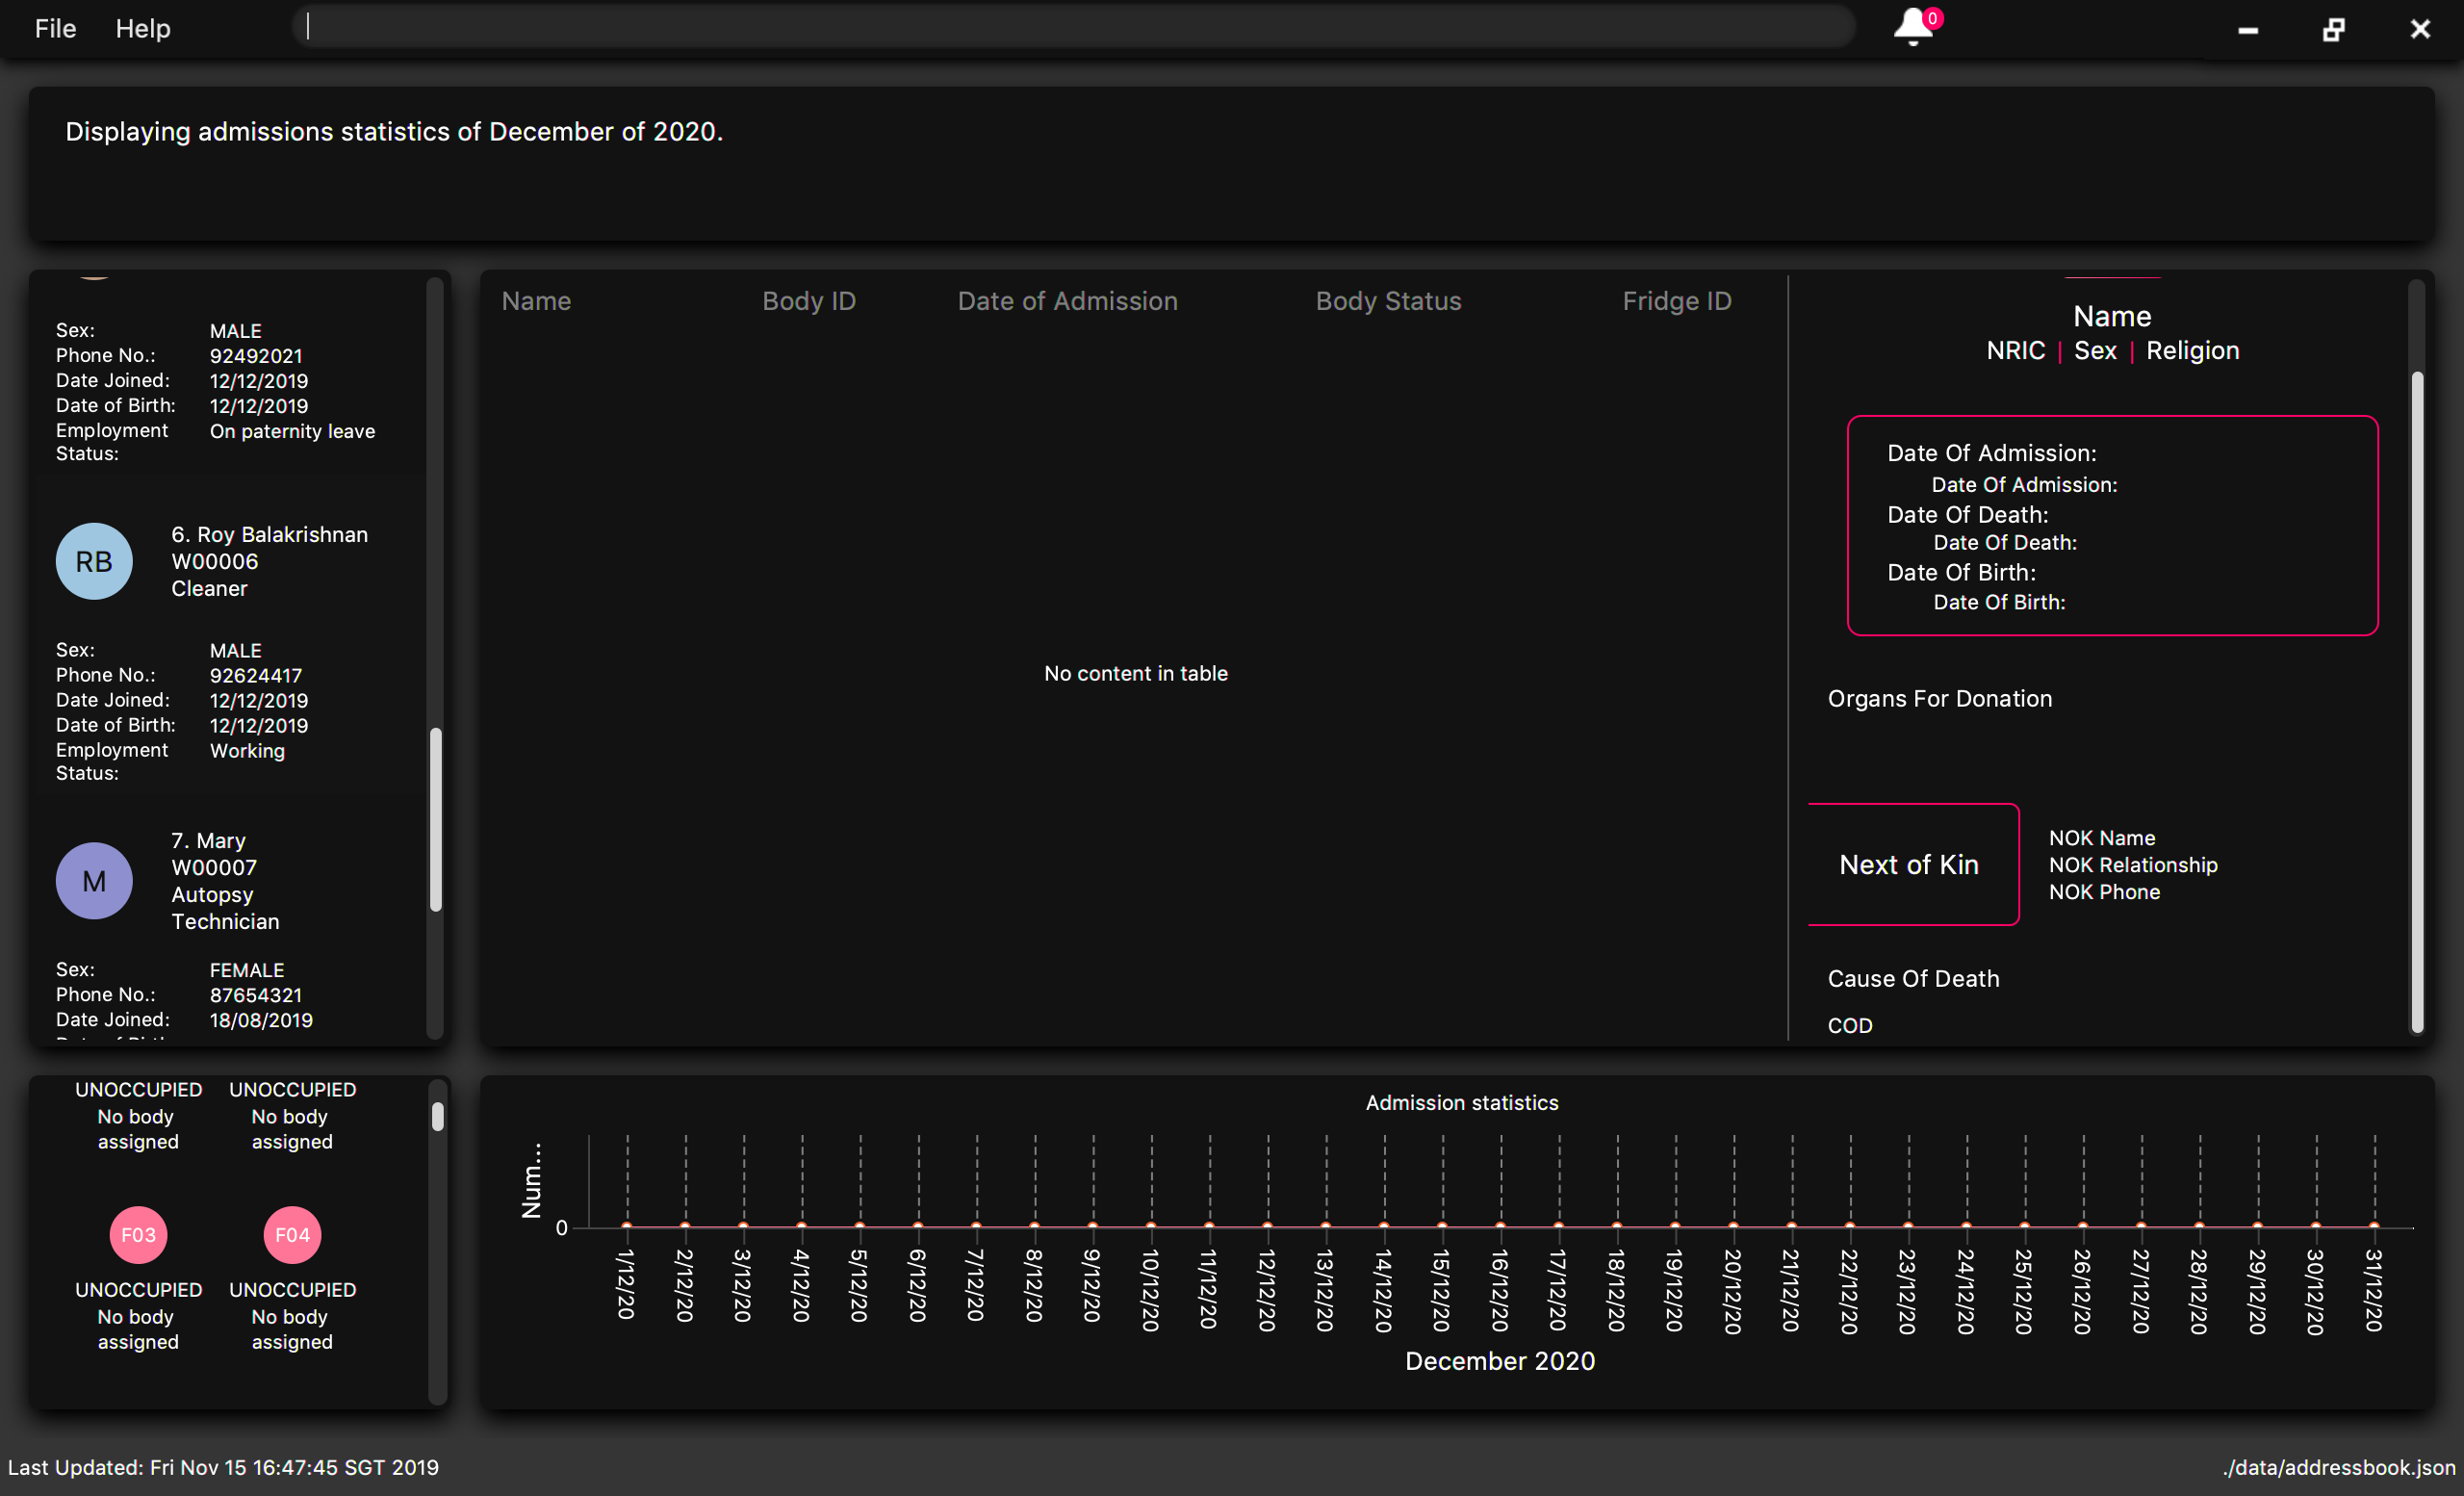 File Help
0
Displaying admissions statistics of December of 2020.
Sex: MALE
Phone No.: 92492021
Date Joined: 12/12/2019
Date of Birth: 12/12/2019
Employment Status: On paternity leave
RB
6. Roy Balakrishnan
W00006
Cleaner
Sex: MALE
Phone No.: 92624417
Date Joined: 12/12/2019
Date of Birth: 12/12/2019
Employment Status: Working
M
7. Mary
W00007
Autopsy
Technician
Sex: FEMALE
Phone No.: 87654321
Date Joined: 18/08/2019
Name Body ID Date of Admission Body Status Fridge ID
No content in table
Name
NRIC | Sex | Religion
Date Of Admission:
Date Of Admission:
Date Of Death:
Date Of Death:
Date Of Birth:
Date Of Birth:
Organs For Donation
Next of Kin
NOK Name
NOK Relationship
NOK Phone
Cause Of Death
COD
UNOCCUPIED UNOCCUPIED
No body No body
assigned assigned
F03 F04
UNOCCUPIED UNOCCUPIED
No body No body
assigned assigned
Admission statistics
Num...
0
1/12/20 2/12/20 3/12/20 4/12/20 5/12/20 6/12/20 7/12/20 8/12/20 9/12/20 10/12/20 11/12/20 12/12/20 13/12/20 14/12/20 15/12/20 16/12/20 17/12/20 18/12/20 19/12/20 20/12/20 21/12/20 22/12/20 23/12/20 24/12/20 25/12/20 26/12/20 27/12/20 28/12/20 29/12/20 30/12/20 31/12/20
December 2020
Last Updated: Fri Nov 15 16:47:45 SGT 2019
./data/addressbook.json